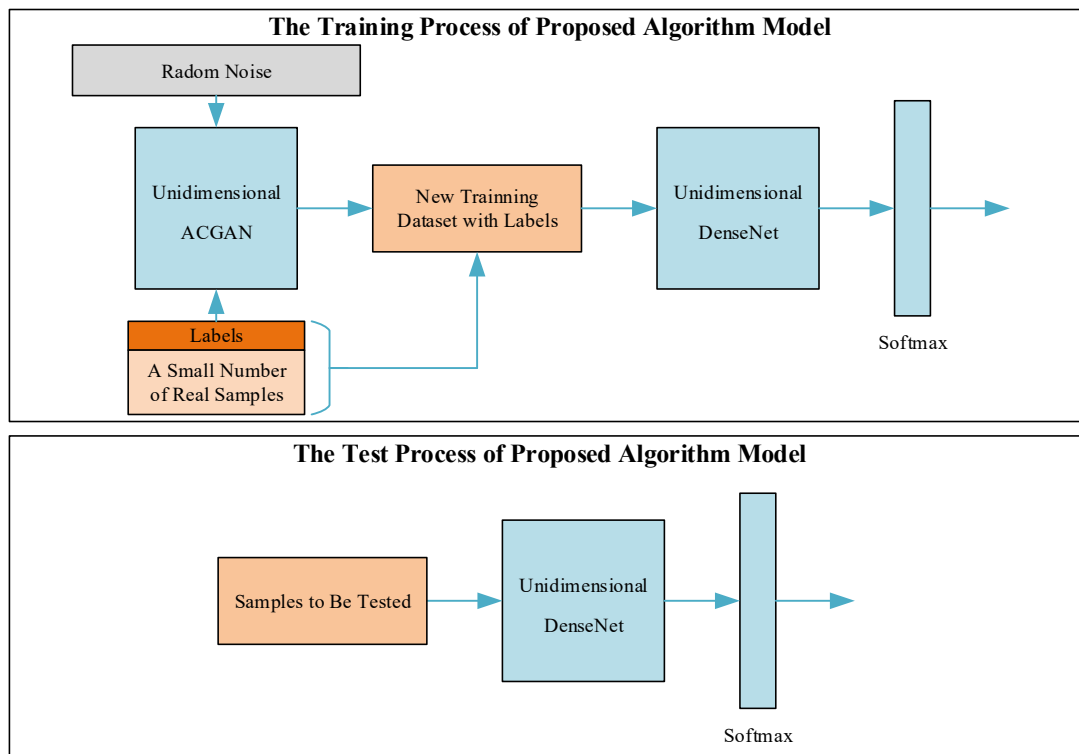 The Training Process of Proposed Algorithm Model
Radom Noise
Unidimensional
ACGAN
New Trainning
Dataset with Labels
Unidimensional
DenseNet
Softmax
Labels
A Small Number
of Real Samples
The Test Process of Proposed Algorithm Model
Samples to Be Tested
Unidimensional
DenseNet
Softmax